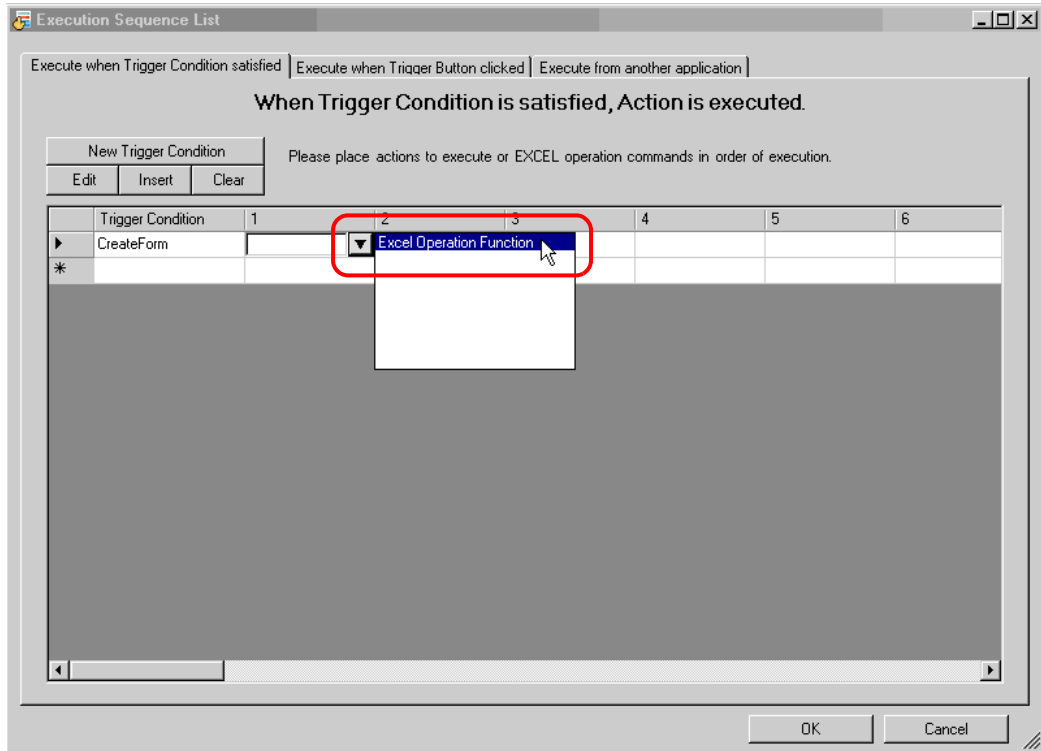 Execution Sequence List
Execute when Trigger Condition satisfied Execute when Trigger Button clicked Execute from another application
When Trigger Condition is satisfied, Action is executed.
New Trigger Condition
Please place actions to execute or EXCEL operation commands in order of execution.
Edit Insert Clear
Trigger Condition 1 2 3 4 5 6
CreateForm Excel Operation Function
OK Cancel